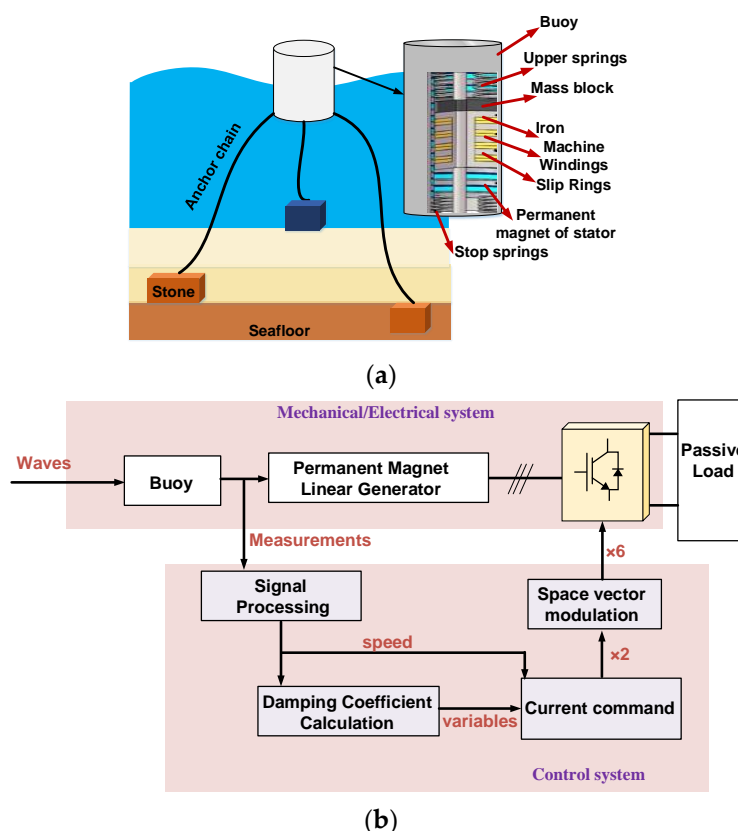 Buoy
Upper springs
Mass block
Iron
Machine
Windings
Slip Rings
Permanent
magnet of stator
Stop springs
Anchor chain
Stone
Seafloor
(a)
Mechanical/Electrical system
Waves
Buoy
Permanent Magnet
Linear Generator
Passive
Load
Measurements
×6
Signal
Processing
Space vector
modulation
speed
×2
Damping Coefficient
Calculation
variables
Current command
Control system
(b)